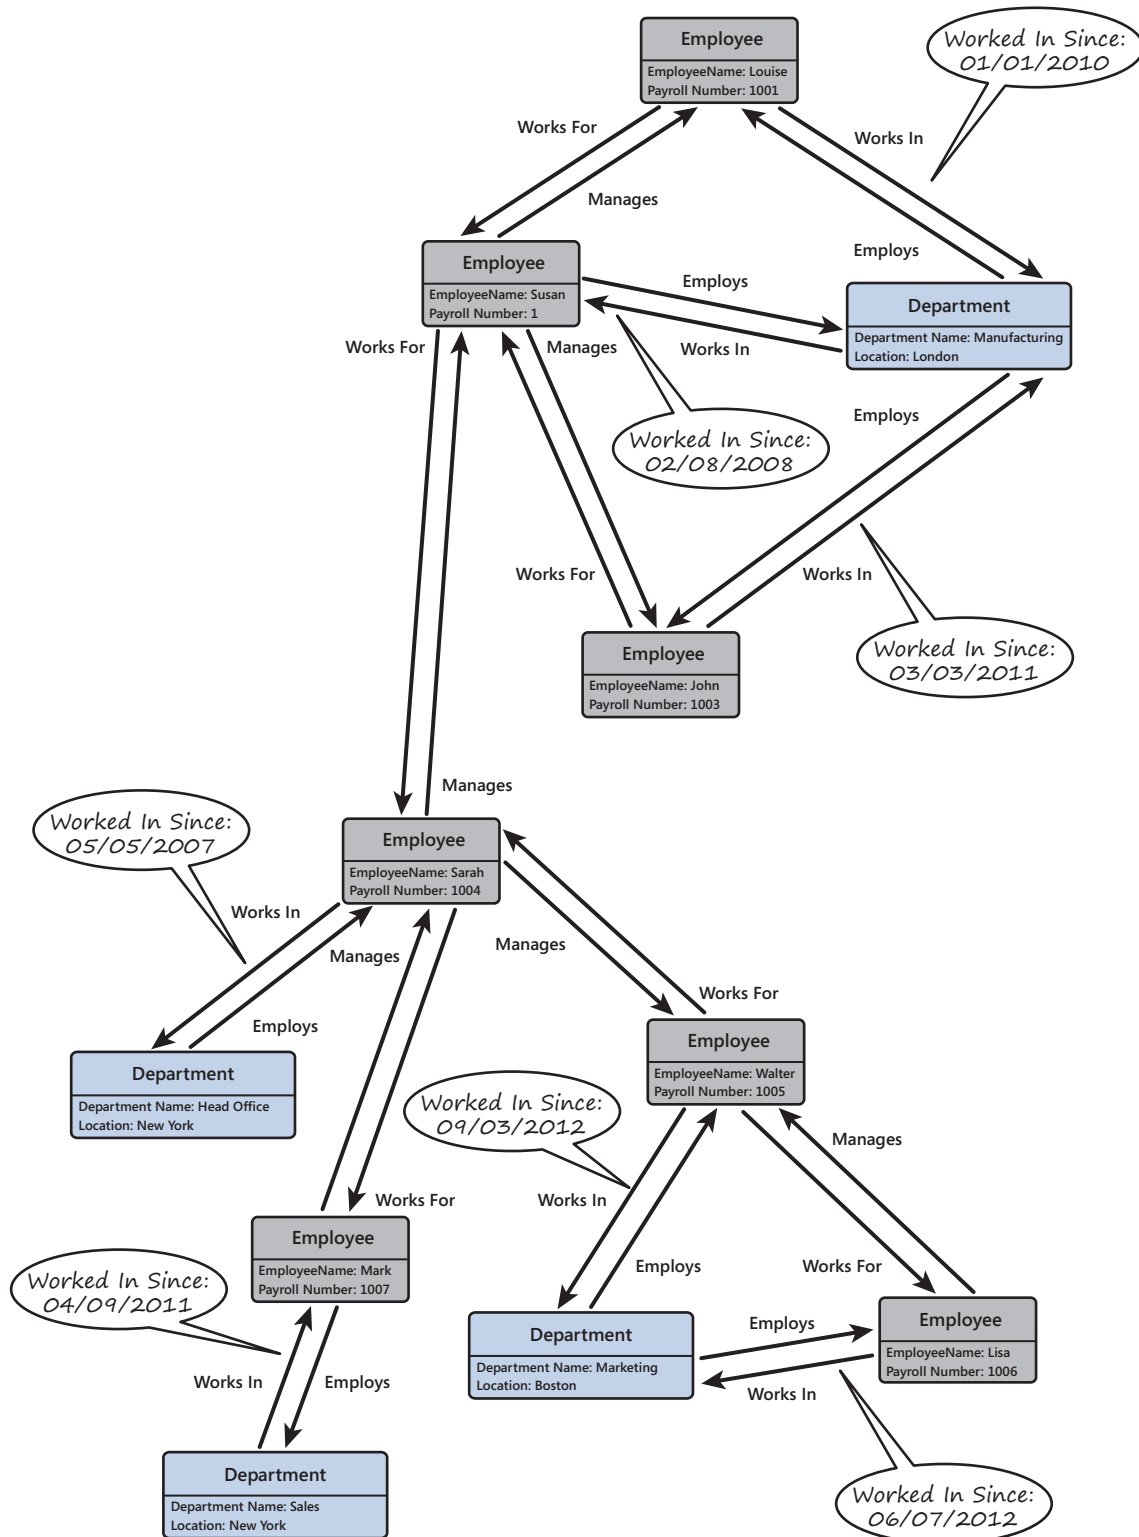 Employee
EmployeeName: Louise
Payroll Number: 1001
Worked In Since:
01/01/2010
Works For
Works In
Manages
Employs
Employee
EmployeeName: Susan
Payroll Number: 1
Employs
Department
Department Name: Manufacturing
Location: London
Works For
Manages
Works In
Employs
Worked In Since:
02/08/2008
Works For
Works In
Employee
EmployeeName: John
Payroll Number: 1003
Worked In Since:
03/03/2011
Manages
Worked In Since:
05/05/2007
Employee
EmployeeName: Sarah
Payroll Number: 1004
Works In
Manages
Manages
Works For
Employs
Department
Department Name: Head Office
Location: New York
Employee
EmployeeName: Walter
Payroll Number: 1005
Worked In Since:
09/03/2012
Manages
Works For
Works In
Employee
EmployeeName: Mark
Payroll Number: 1007
Employs
Works For
Worked In Since:
04/09/2011
Department
Department Name: Marketing
Location: Boston
Employs
Employee
EmployeeName: Lisa
Payroll Number: 1006
Works In
Employs
Works In
Department
Department Name: Sales
Location: New York
Worked In Since:
06/07/2012